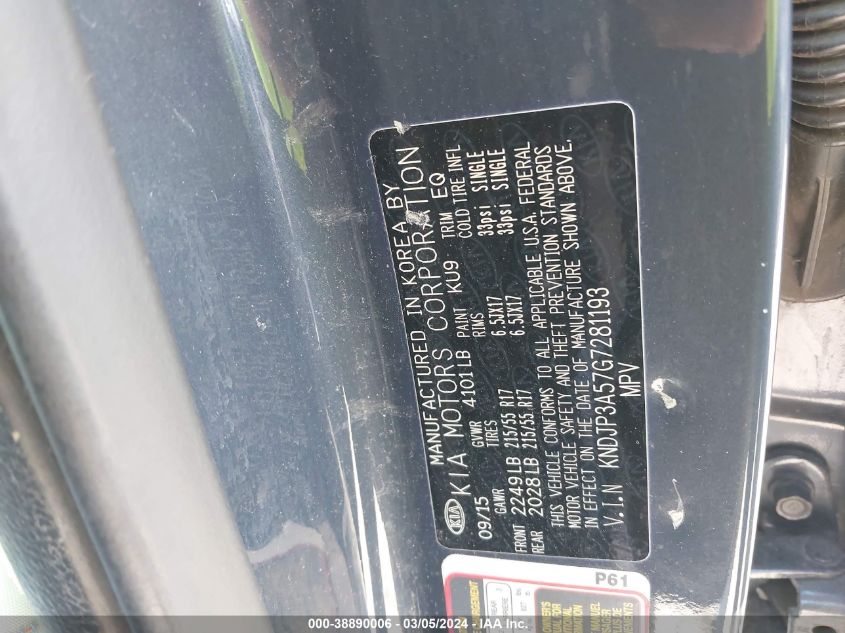 MANUFACTURED IN KOREA BY
KIA KIA MOTORS CORPORATION
09/15 GVWR 4101LB PAINT KU9 TRIM EQ
GAWR TIRES RIMS COLD TIRE INFL
FRONT 2249LB 215/55 R17 6.5JX17 33psi SINGLE
REAR 2028LB 215/55 R17 6.5JX17 33psi SINGLE
THIS VEHICLE CONFORMS TO ALL APPLICABLE U.S.A. FEDERAL
MOTOR VEHICLE SAFETY AND THEFT PREVENTION STANDARDS
IN EFFECT ON THE DATE OF MANUFACTURE SHOWN ABOVE.
V.I.N KNDJP3A57G7281193
MPV
P61
000-38890006 - 03/05/2024 - IAA Inc.